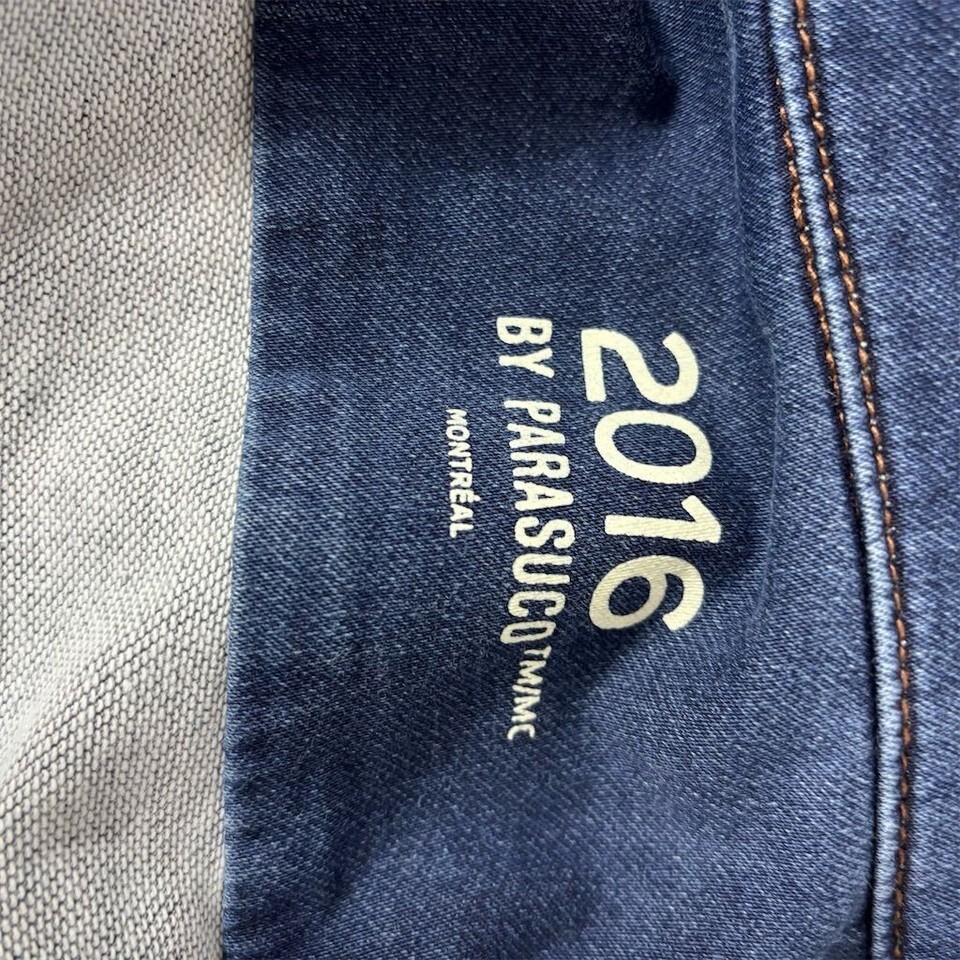 2016
BY PARASUCO TM/MC
MONTRÉAL